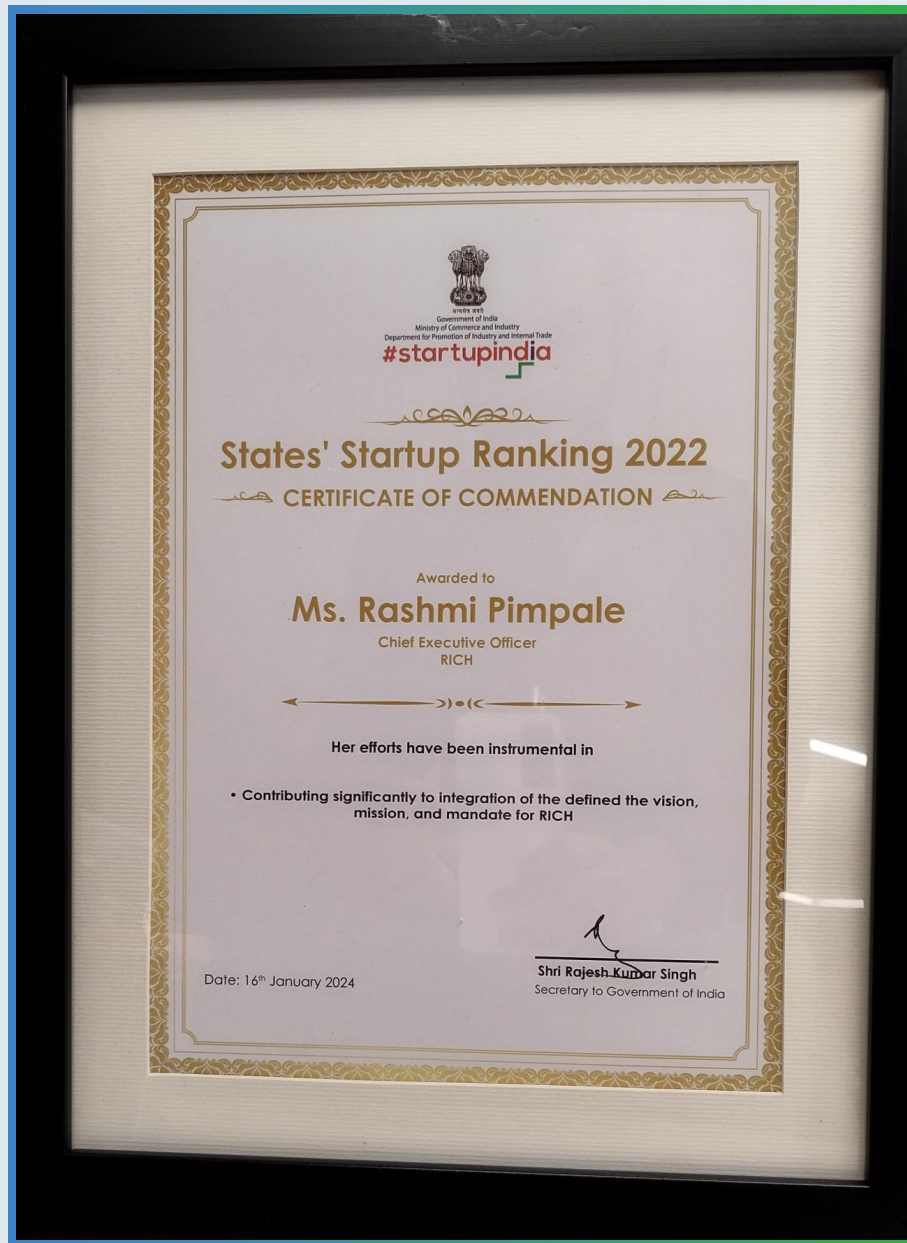 सत्यमेव जयते
Government of India
Ministry of Commerce and Industry
Department for Promotion of Industry and Internal Trade
#startupindia
States' Startup Ranking 2022
CERTIFICATE OF COMMENDATION
Awarded to
Ms. Rashmi Pimpale
Chief Executive Officer
RICH
Her efforts have been instrumental in
• Contributing significantly to integration of the defined the vision,
mission, and mandate for RICH
Date: 16th January 2024
Shri Rajesh Kumar Singh
Secretary to Government of India